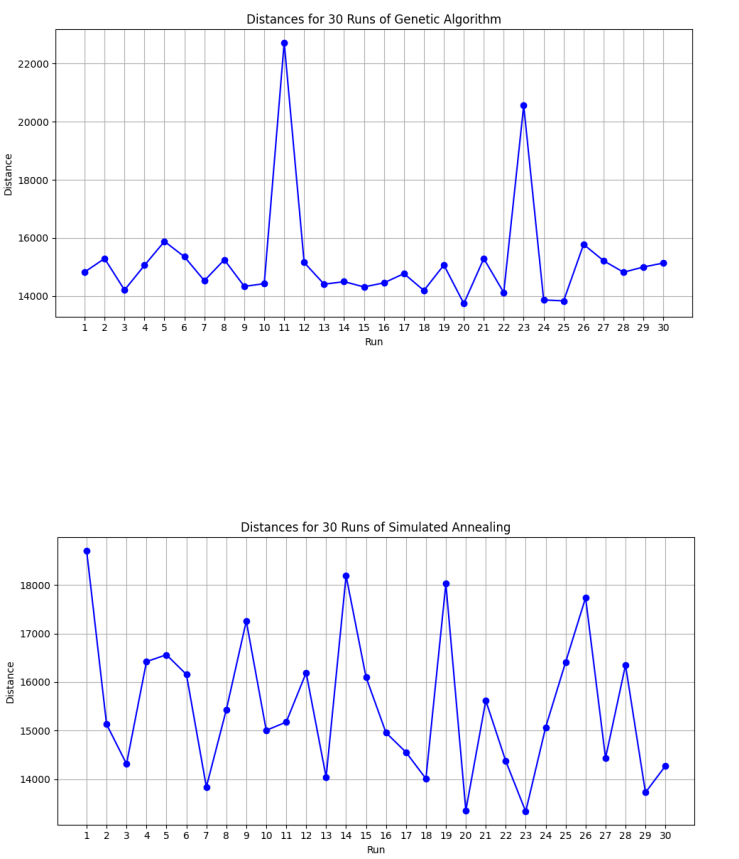 Distances for 30 Runs of Genetic Algorithm
22000
20000
18000
16000
14000
Distance
1 2 3 4 5 6 7 8 9 10 11 12 13 14 15 16 17 18 19 20 21 22 23 24 25 26 27 28 29 30
Run
Distances for 30 Runs of Simulated Annealing
18000
17000
16000
15000
14000
Distance
1 2 3 4 5 6 7 8 9 10 11 12 13 14 15 16 17 18 19 20 21 22 23 24 25 26 27 28 29 30
Run